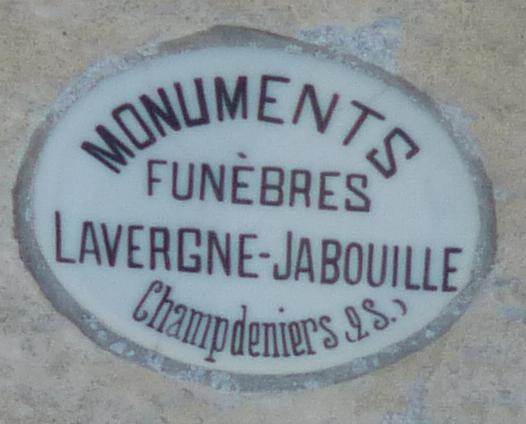 MONUMENTS
FUNÈBRES
LAVERGNE-JABOUILLE
Champdeniers (2 S.)